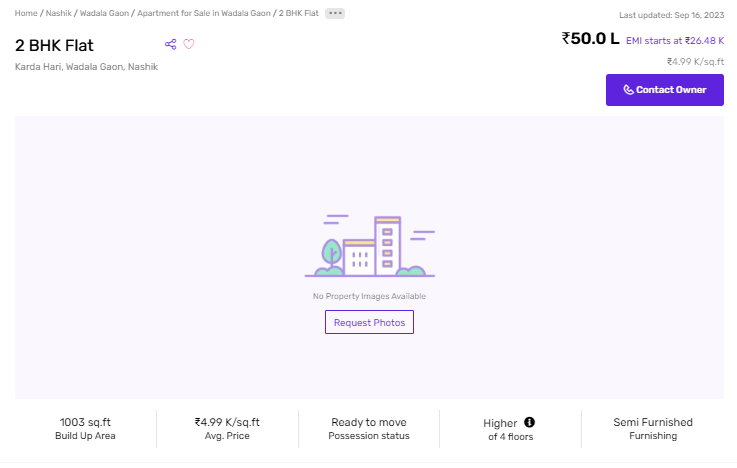 Home / Nashik / Wadala Gaon / Apartment for Sale in Wadala Gaon / 2 BHK Flat
Last updated: Sep 16, 2023
2 BHK Flat
₹50.0 L EMI starts at ₹26.48 K
Karda Hari, Wadala Gaon, Nashik
₹4.99 K/sq.ft
Contact Owner
No Property Images Available
Request Photos
1003 sq.ft
Build Up Area
₹4.99 K/sq.ft
Avg. Price
Ready to move
Possession status
Higher
of 4 floors
Semi Furnished
Furnishing